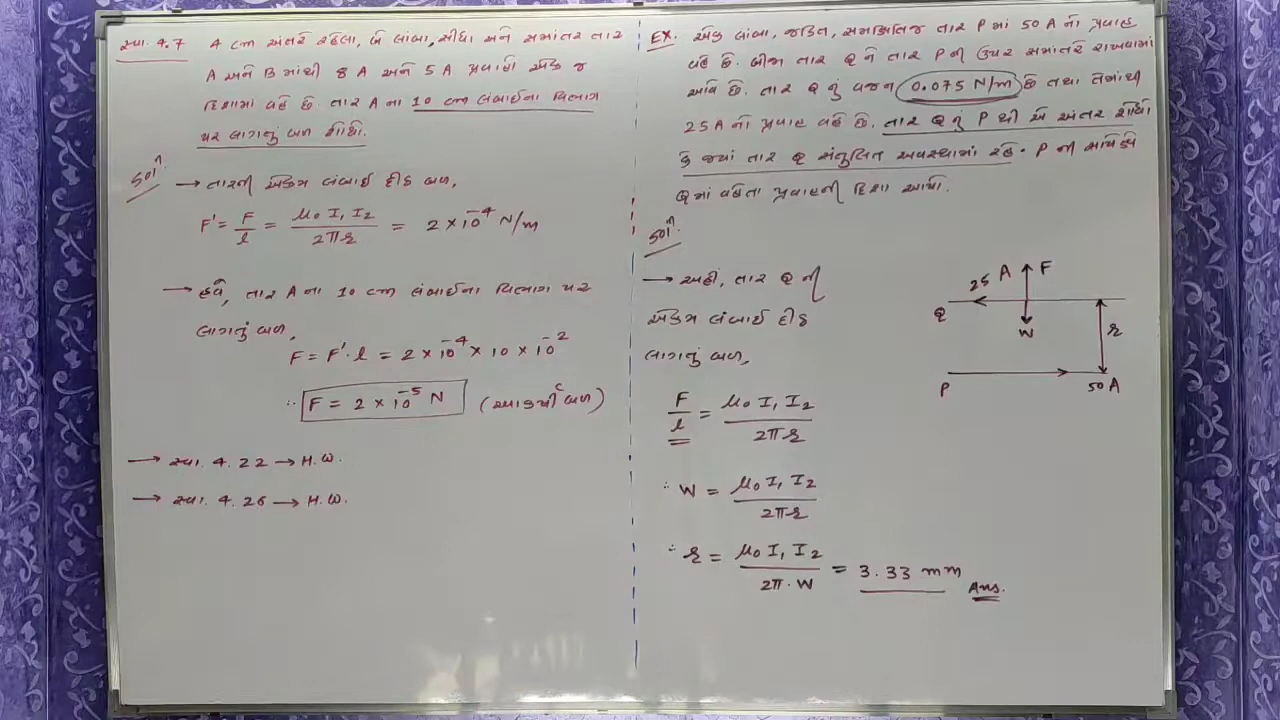 સ્વા. 4.7 4 cm અંતરે રહેલા, બે લાંબા, સીધા અને સમાંતર તાર
A અને B માંથી 8 A અને 5 A પ્રવાહો એક જ
દિશામાં વહે છે. તાર A ના 10 cm લંબાઈના વિભાગ
પર લાગતું બળ શોધો.
Solⁿ
→ તારની એકમ લંબાઈ દીઠ બળ,
F' = F/l = μ₀ I₁ I₂ / 2πr = 2 × 10⁻⁴ N/m
→ હવે, તાર A ના 10 cm લંબાઈના વિભાગ પર
લાગતું બળ,
F = F'· l = 2 × 10⁻⁴ × 10 × 10⁻²
∴ F = 2 × 10⁻⁵ N (આકર્ષી બળ)
→ સ્વા. 4.22 → H.W.
→ સ્વા. 4.26 → H.W.
EX. એક લાંબા, જડિત, સમક્ષિતિજ તાર P માં 50 A નો પ્રવાહ
વહે છે. બીજા તાર Q ને તાર P ની ઉપર સમાંતરે રાખવામાં
આવે છે. તાર Q નું વજન 0.075 N/m છે તથા તેમાંથી
25 A નો પ્રવાહ વહે છે. તાર Q નું P થી એ અંતર શોધો
કે જ્યાં તાર Q સંતુલિત અવસ્થામાં રહે. P ની સાપેક્ષે
Q માં વહેતા પ્રવાહની દિશા આપો.
Solⁿ
→ અહીં, તાર Q ની
એકમ લંબાઈ દીઠ
લાગતું બળ,
F/l = μ₀ I₁ I₂ / 2πr
∴ W = μ₀ I₁ I₂ / 2πr
∴ r = μ₀ I₁ I₂ / 2π·W = 3.33 mm Ans.
25 A F
Q W r
P 50 A